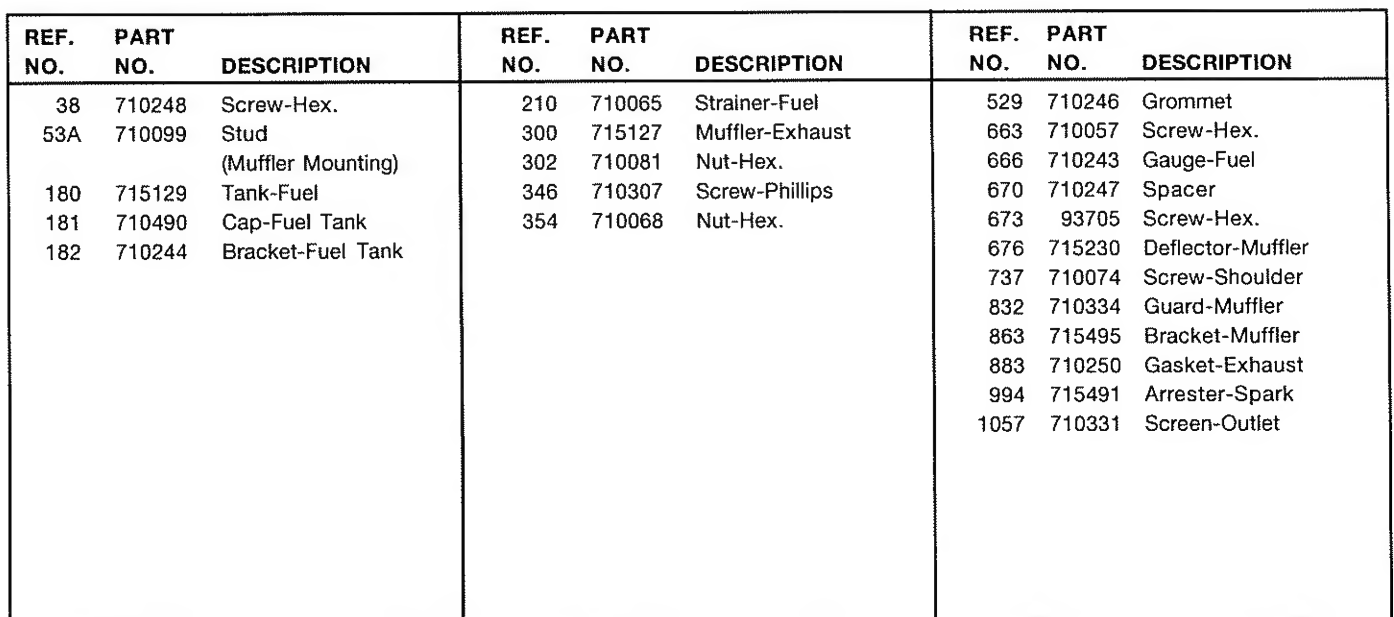 REF. PART
NO. NO. DESCRIPTION
38 710248 Screw-Hex.
53A 710099 Stud
(Muffler Mounting)
180 715129 Tank-Fuel
181 710490 Cap-Fuel Tank
182 710244 Bracket-Fuel Tank
REF. PART
NO. NO. DESCRIPTION
210 710065 Strainer-Fuel
300 715127 Muffler-Exhaust
302 710081 Nut-Hex.
346 710307 Screw-Phillips
354 710068 Nut-Hex.
REF. PART
NO. NO. DESCRIPTION
529 710246 Grommet
663 710057 Screw-Hex.
666 710243 Gauge-Fuel
670 710247 Spacer
673 93705 Screw-Hex.
676 715230 Deflector-Muffler
737 710074 Screw-Shoulder
832 710334 Guard-Muffler
863 715495 Bracket-Muffler
883 710250 Gasket-Exhaust
994 715491 Arrester-Spark
1057 710331 Screen-Outlet